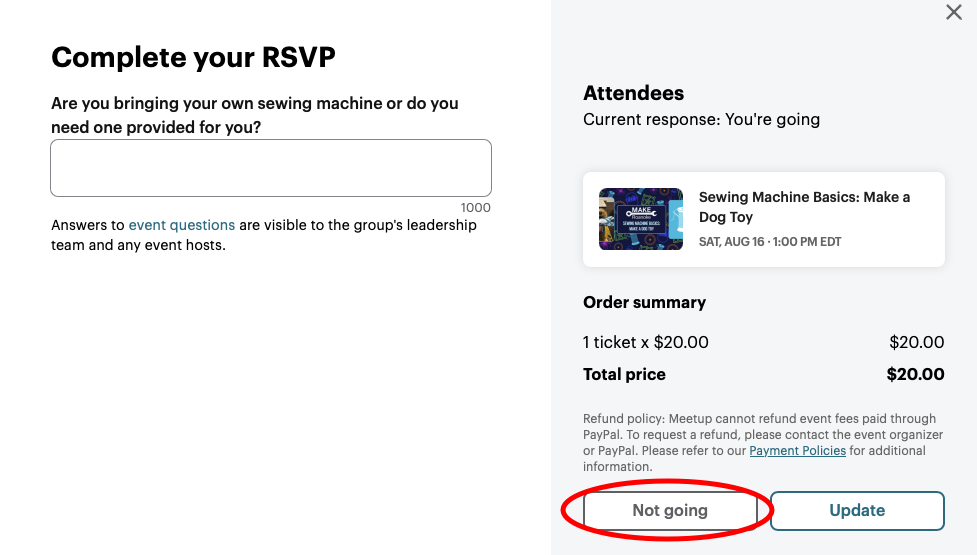 Complete your RSVP
Are you bringing your own sewing machine or do you
need one provided for you?
1000
Answers to event questions are visible to the group's leadership
team and any event hosts.
Attendees
Current response: You're going
MAKE
Roanoke
SEWING MACHINE BASICS:
MAKE A DOG TOY
Sewing Machine Basics: Make a
Dog Toy
SAT, AUG 16 · 1:00 PM EDT
Order summary
1 ticket x $20.00 $20.00
Total price $20.00
Refund policy: Meetup cannot refund event fees paid through
PayPal. To request a refund, please contact the event organizer
or PayPal. Please refer to our Payment Policies for additional
information.
Not going Update